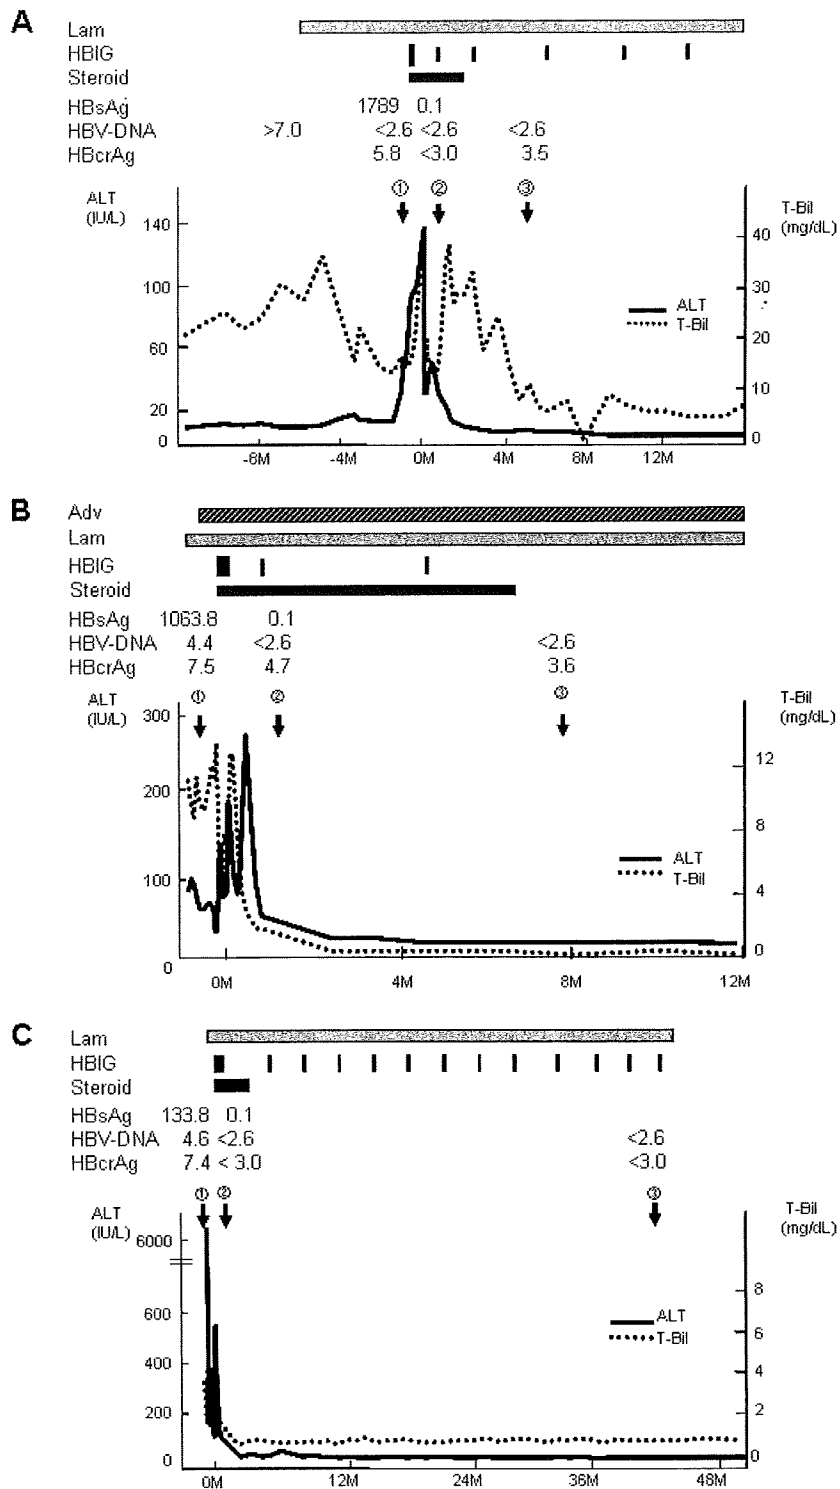 A
Lam
HBIG
Steroid
HBsAg 1789 0.1
HBV-DNA >7.0 <2.6 <2.6 <2.6
HBcrAg 5.8 <3.0 3.5
① ② ③
ALT (IU/L)
T-Bil (mg/dL)
140
100
60
20
0
40
30
20
10
0
ALT
T-Bil
-8M -4M 0M 4M 8M 12M
B
Adv
Lam
HBIG
Steroid
HBsAg 1063.8 0.1
HBV-DNA 4.4 <2.6 <2.6
HBcrAg 7.5 4.7 3.6
① ② ③
ALT (IU/L)
T-Bil (mg/dL)
300
200
100
0
12
8
4
0
ALT
T-Bil
0M 4M 8M 12M
C
Lam
HBIG
Steroid
HBsAg 133.8 0.1
HBV-DNA 4.6 <2.6 <2.6
HBcrAg 7.4 < 3.0 <3.0
① ② ③
ALT (IU/L)
T-Bil (mg/dL)
6000
600
400
200
0
8
6
4
2
0
ALT
T-Bil
0M 12M 24M 36M 48M